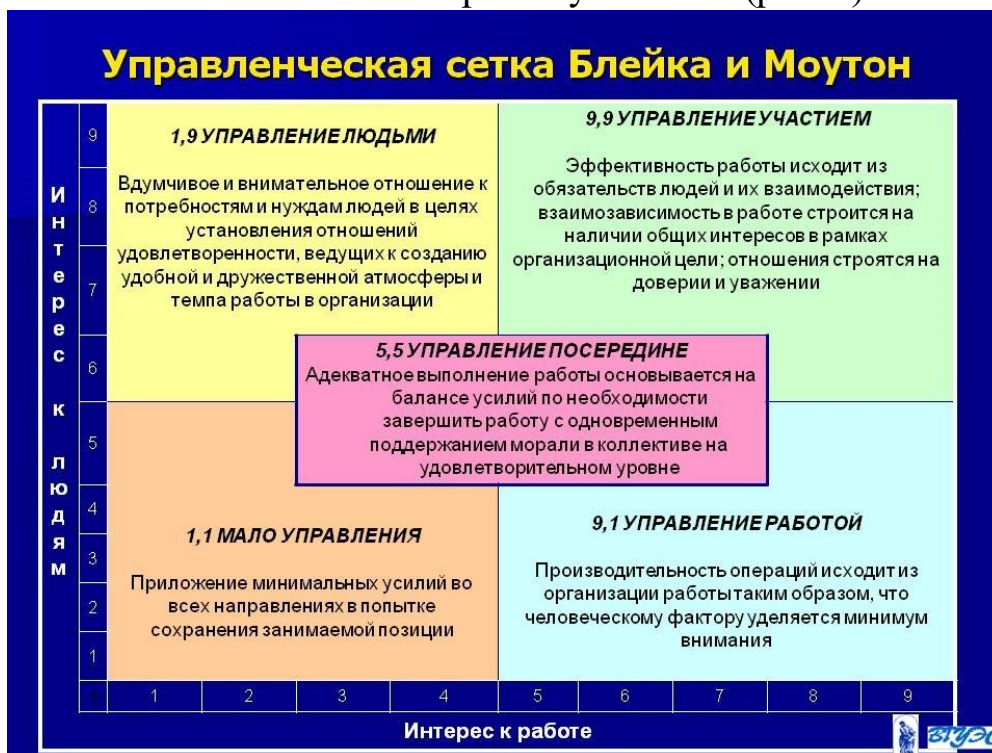 Управленческая сетка Блейка и Моутон
Интерес к людям
9
8
7
6
5
4
3
2
1
1,9 УПРАВЛЕНИЕ ЛЮДЬМИ
Вдумчивое и внимательное отношение к
потребностям и нуждам людей в целях
установления отношений
удовлетворенности, ведущих к созданию
удобной и дружественной атмосферы и
темпа работы в организации
9,9 УПРАВЛЕНИЕ УЧАСТИЕМ
Эффективность работы исходит из
обязательств людей и их взаимодействия;
взаимозависимость в работе строится на
наличии общих интересов в рамках
организационной цели; отношения строятся на
доверии и уважении
5,5 УПРАВЛЕНИЕ ПОСЕРЕДИНЕ
Адекватное выполнение работы основывается на
балансе усилий по необходимости
завершить работу с одновременным
поддержанием морали в коллективе на
удовлетворительном уровне
1,1 МАЛО УПРАВЛЕНИЯ
Приложение минимальных усилий во
всех направлениях в попытке
сохранения занимаемой позиции
9,1 УПРАВЛЕНИЕ РАБОТОЙ
Производительность операций исходит из
организации работы таким образом, что
человеческому фактору уделяется минимум
внимания
1 2 3 4 5 6 7 8 9
Интерес к работе
ВГУЭС